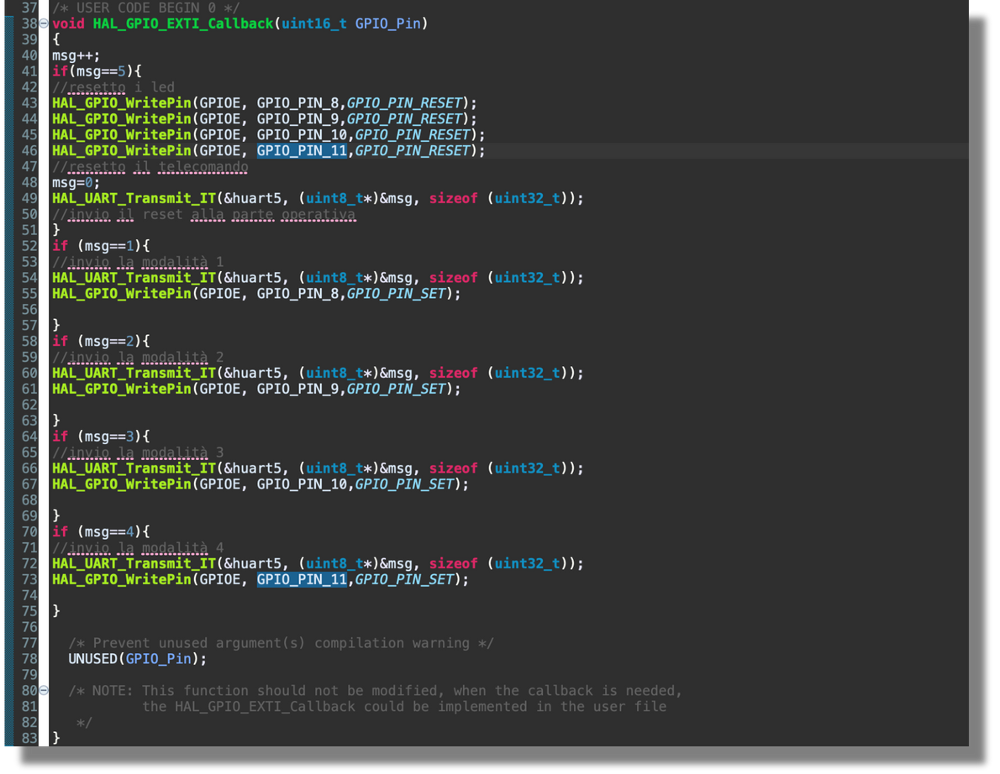 37 /* USER CODE BEGIN 0 */
38 void HAL_GPIO_EXTI_Callback(uint16_t GPIO_Pin)
39 {
40 msg++;
41 if(msg==5){
42 //resetto i led
43 HAL_GPIO_WritePin(GPIOE, GPIO_PIN_8,GPIO_PIN_RESET);
44 HAL_GPIO_WritePin(GPIOE, GPIO_PIN_9,GPIO_PIN_RESET);
45 HAL_GPIO_WritePin(GPIOE, GPIO_PIN_10,GPIO_PIN_RESET);
46 HAL_GPIO_WritePin(GPIOE, GPIO_PIN_11,GPIO_PIN_RESET);
47 //resetto il telecomando
48 msg=0;
49 HAL_UART_Transmit_IT(&huart5, (uint8_t*)&msg, sizeof (uint32_t));
50 //invio il reset alla parte operativa
51 }
52 if (msg==1){
53 //invio la modalità 1
54 HAL_UART_Transmit_IT(&huart5, (uint8_t*)&msg, sizeof (uint32_t));
55 HAL_GPIO_WritePin(GPIOE, GPIO_PIN_8,GPIO_PIN_SET);
56
57 }
58 if (msg==2){
59 //invio la modalità 2
60 HAL_UART_Transmit_IT(&huart5, (uint8_t*)&msg, sizeof (uint32_t));
61 HAL_GPIO_WritePin(GPIOE, GPIO_PIN_9,GPIO_PIN_SET);
62
63 }
64 if (msg==3){
65 //invio la modalità 3
66 HAL_UART_Transmit_IT(&huart5, (uint8_t*)&msg, sizeof (uint32_t));
67 HAL_GPIO_WritePin(GPIOE, GPIO_PIN_10,GPIO_PIN_SET);
68
69 }
70 if (msg==4){
71 //invio la modalità 4
72 HAL_UART_Transmit_IT(&huart5, (uint8_t*)&msg, sizeof (uint32_t));
73 HAL_GPIO_WritePin(GPIOE, GPIO_PIN_11,GPIO_PIN_SET);
74
75 }
76
77 /* Prevent unused argument(s) compilation warning */
78 UNUSED(GPIO_Pin);
79
80 /* NOTE: This function should not be modified, when the callback is needed,
81 the HAL_GPIO_EXTI_Callback could be implemented in the user file
82 */
83 }